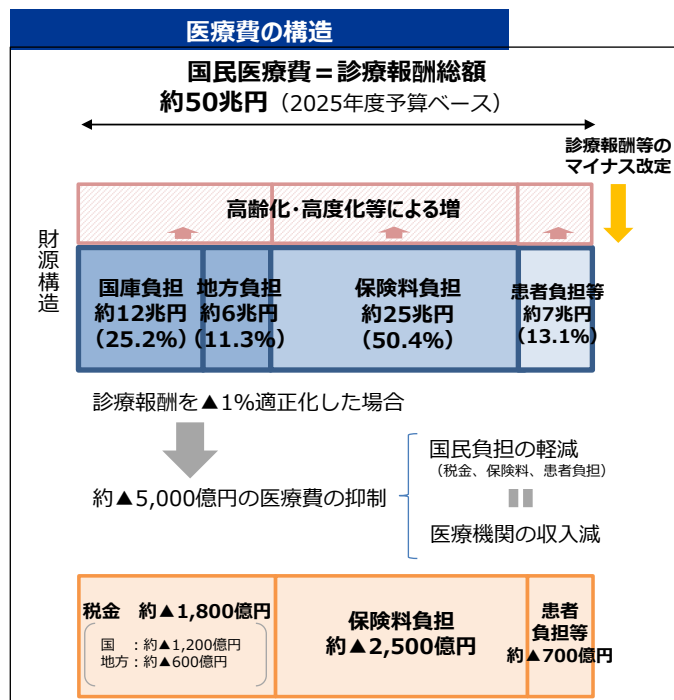 医療費の構造
国民医療費＝診療報酬総額
約50兆円（2025年度予算ベース）
診療報酬等の
マイナス改定
高齢化・高度化等による増
財源構造
国庫負担
約12兆円
（25.2%）
地方負担
約6兆円
（11.3%）
保険料負担
約25兆円
（50.4%）
患者負担等
約7兆円
（13.1%）
診療報酬を▲1%適正化した場合
約▲5,000億円の医療費の抑制
国民負担の軽減
（税金、保険料、患者負担）
医療機関の収入減
税金　約▲1,800億円
国　：約▲1,200億円
地方：約▲600億円
保険料負担
約▲2,500億円
患者
負担等
約▲700億円